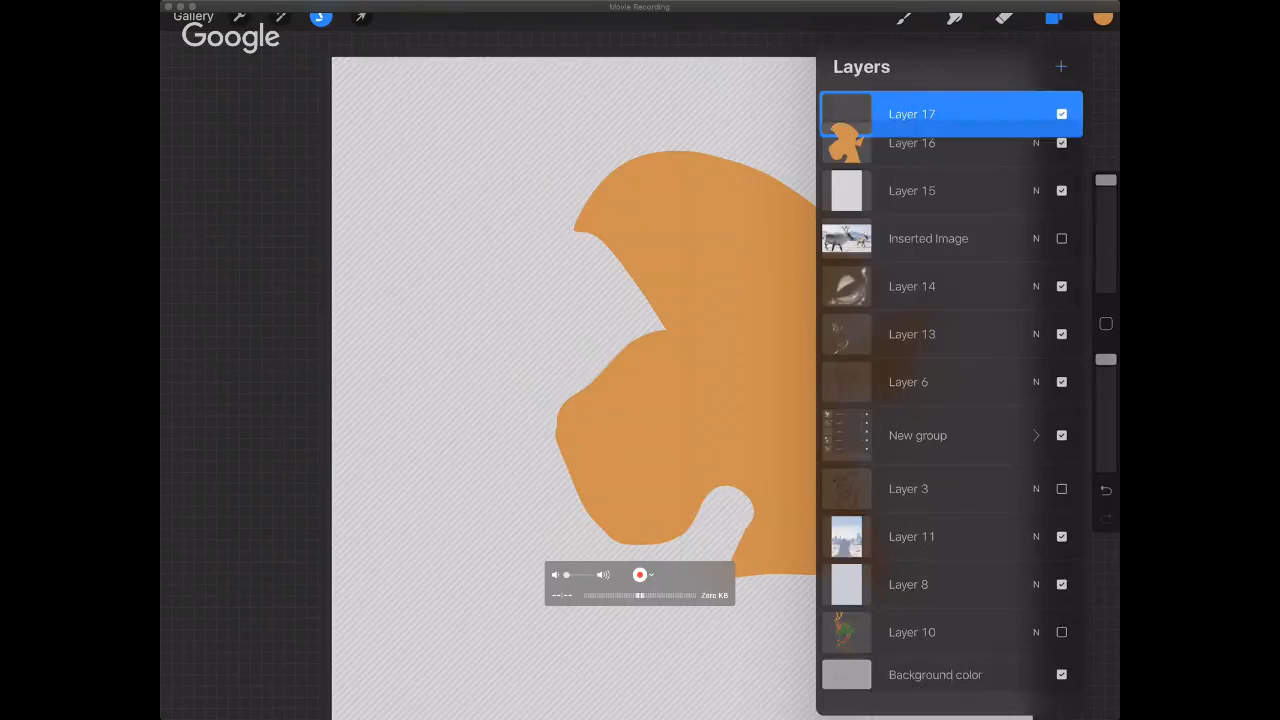 Movie Recording
Gallery
Google
Layers
Layer 17
Layer 16 N
Layer 15 N
Inserted Image N
Layer 14 N
Layer 13 N
Layer 6 N
New group
Layer 3 N
Layer 11 N
Layer 8 N
Layer 10 N
Background color
--:-- Zero KB